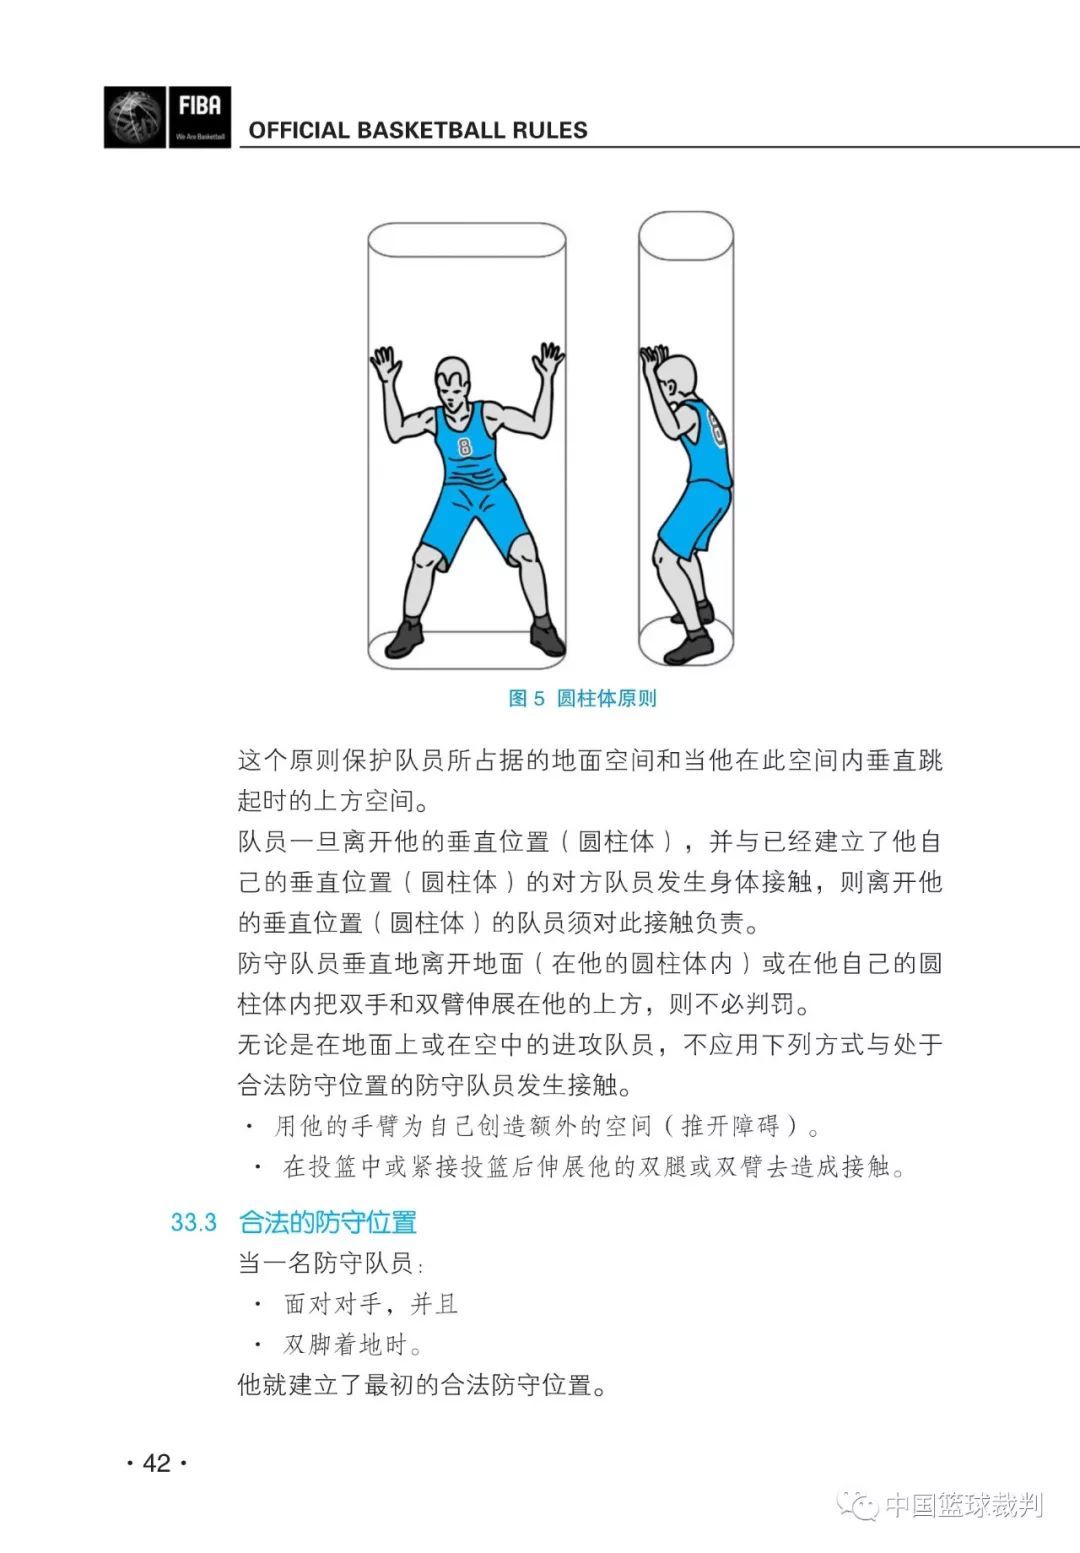 FIBA
We Are Basketball
OFFICIAL BASKETBALL RULES
8
8
图 5 圆柱体原则
这个原则保护队员所占据的地面空间和当他在此空间内垂直跳
起时的上方空间。
队员一旦离开他的垂直位置（圆柱体），并与已经建立了他自
己的垂直位置（圆柱体）的对方队员发生身体接触，则离开他
的垂直位置（圆柱体）的队员须对此接触负责。
防守队员垂直地离开地面（在他的圆柱体内）或在他自己的圆
柱体内把双手和双臂伸展在他的上方，则不必判罚。
无论是在地面上或在空中的进攻队员，不应用下列方式与处于
合法防守位置的防守队员发生接触。
· 用他的手臂为自己创造额外的空间（推开障碍）。
· 在投篮中或紧接投篮后伸展他的双腿或双臂去造成接触。
33.3 合法的防守位置
当一名防守队员：
· 面对对手，并且
· 双脚着地时。
他就建立了最初的合法防守位置。
· 42 ·
中国篮球裁判